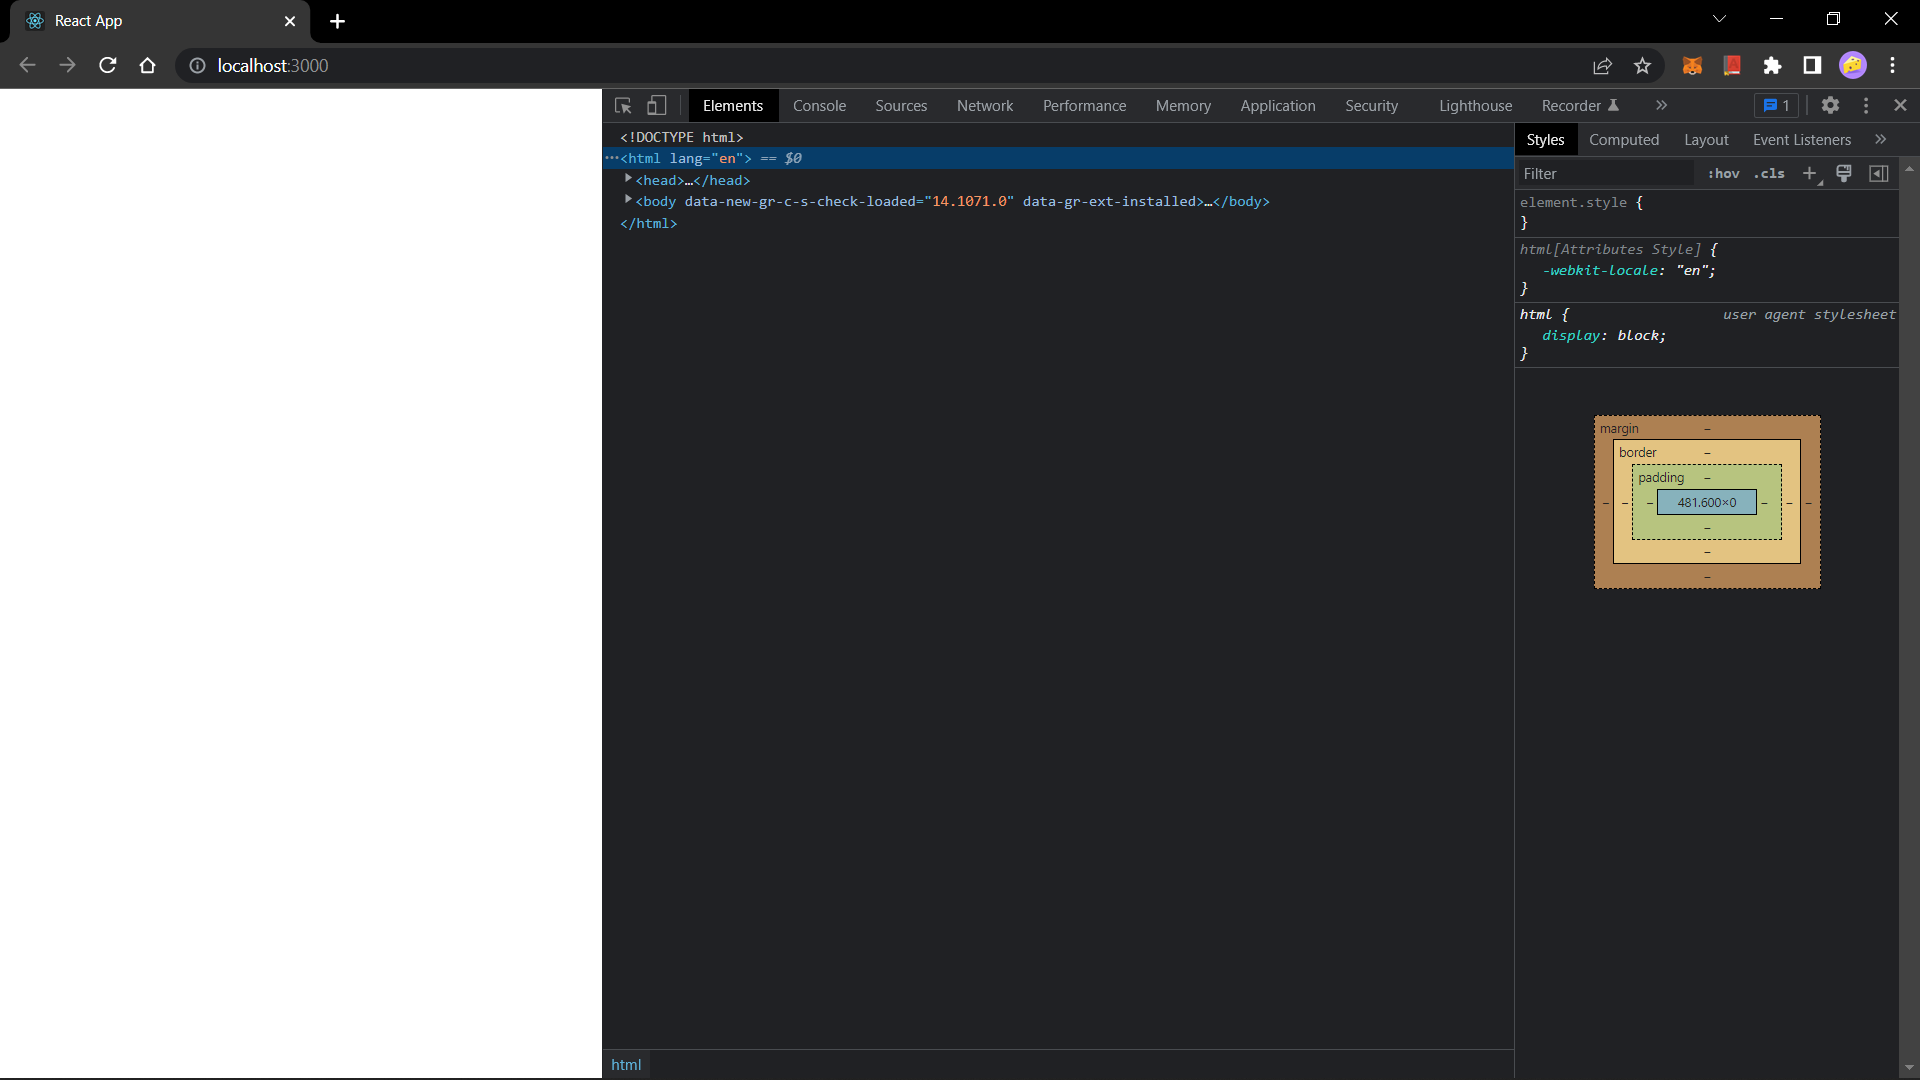 React App
localhost:3000
Elements Console Sources Network Performance Memory Application Security Lighthouse Recorder 1
<!DOCTYPE html>
<html lang="en"> == $0
<head>…</head>
<body data-new-gr-c-s-check-loaded="14.1071.0" data-gr-ext-installed>…</body>
</html>
html
Styles Computed Layout Event Listeners
Filter :hov .cls
element.style {
}
html[Attributes Style] {
-webkit-locale: "en";
}
html { user agent stylesheet
display: block;
}
margin –
border –
padding –
– – – 481.600×0 – – –
–
–
–